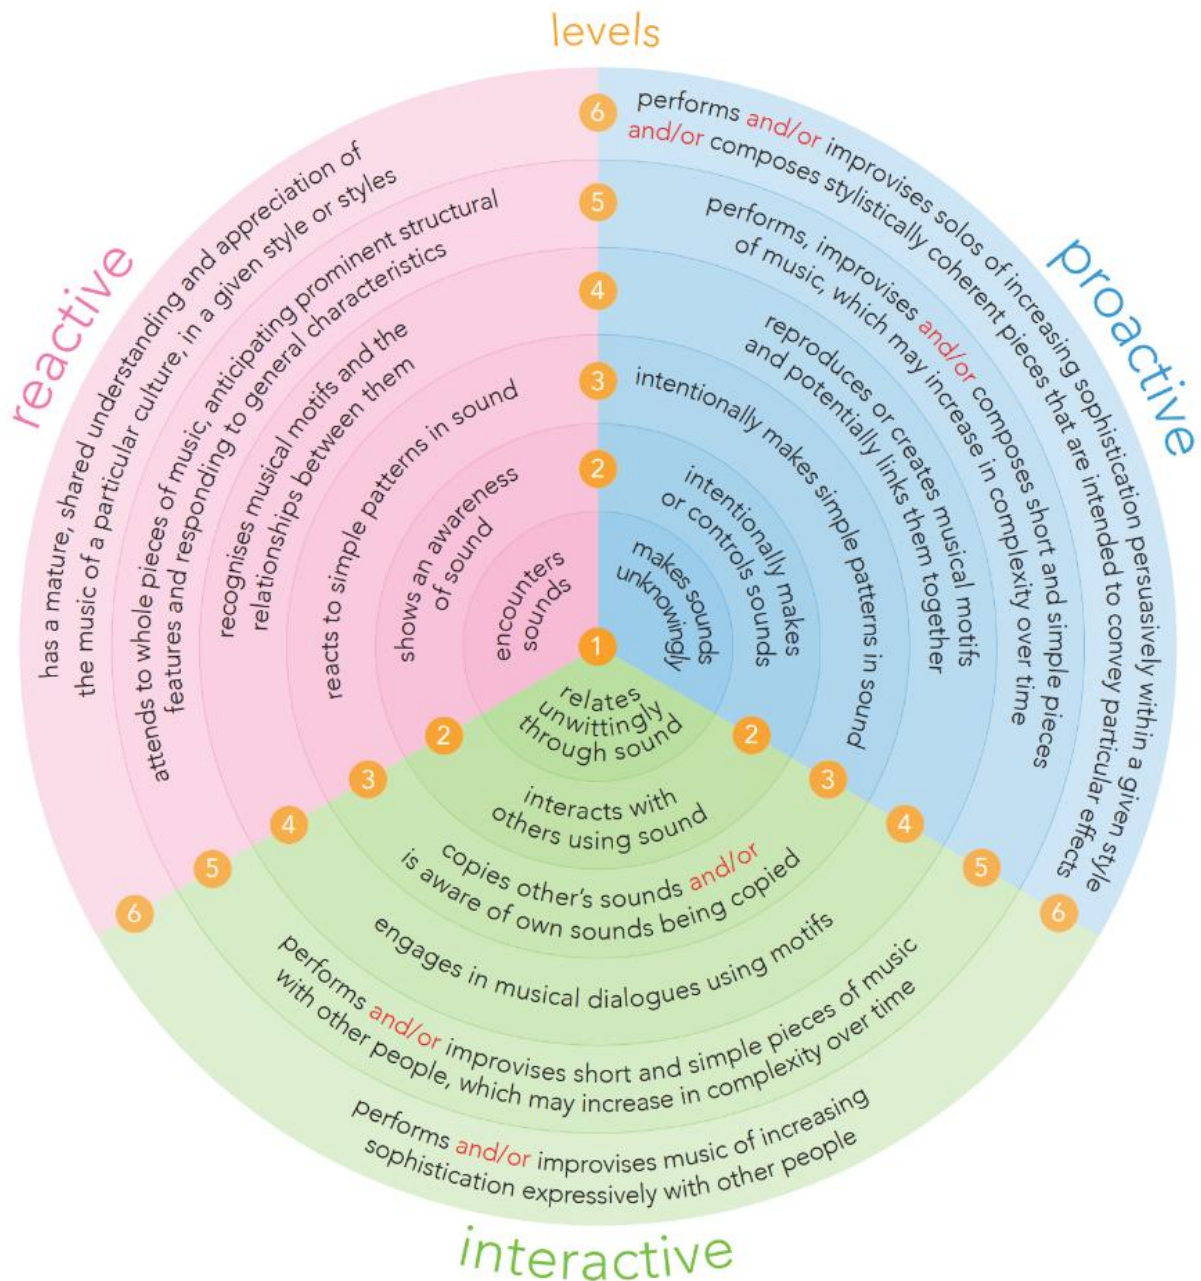 levels
reactive
proactive
interactive
6
5
4
3
2
1
2
3
4
5
6
2
3
4
5
6
has a mature, shared understanding and appreciation of
the music of a particular culture, in a given style or styles
attends to whole pieces of music, anticipating prominent structural
features and responding to general characteristics
recognises musical motifs and the
relationships between them
reacts to simple patterns in sound
shows an awareness
of sound
encounters
sounds
performs and/or improvises solos of increasing sophistication persuasively within a given style
and/or composes stylistically coherent pieces that are intended to convey particular effects
performs, improvises and/or composes short and simple pieces
of music, which may increase in complexity over time
reproduces or creates musical motifs
and potentially links them together
intentionally makes simple patterns in sound
intentionally makes
or controls sounds
makes sounds
unknowingly
relates
unwittingly
through sound
interacts with
others using sound
copies other's sounds and/or
is aware of own sounds being copied
engages in musical dialogues using motifs
performs and/or improvises short and simple pieces of music
with other people, which may increase in complexity over time
performs and/or improvises music of increasing
sophistication expressively with other people